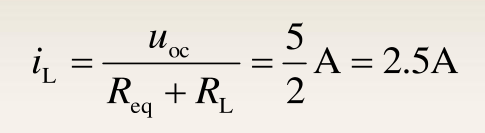 i_L = u_oc / (R_eq + R_L) = 5/2 A = 2.5A